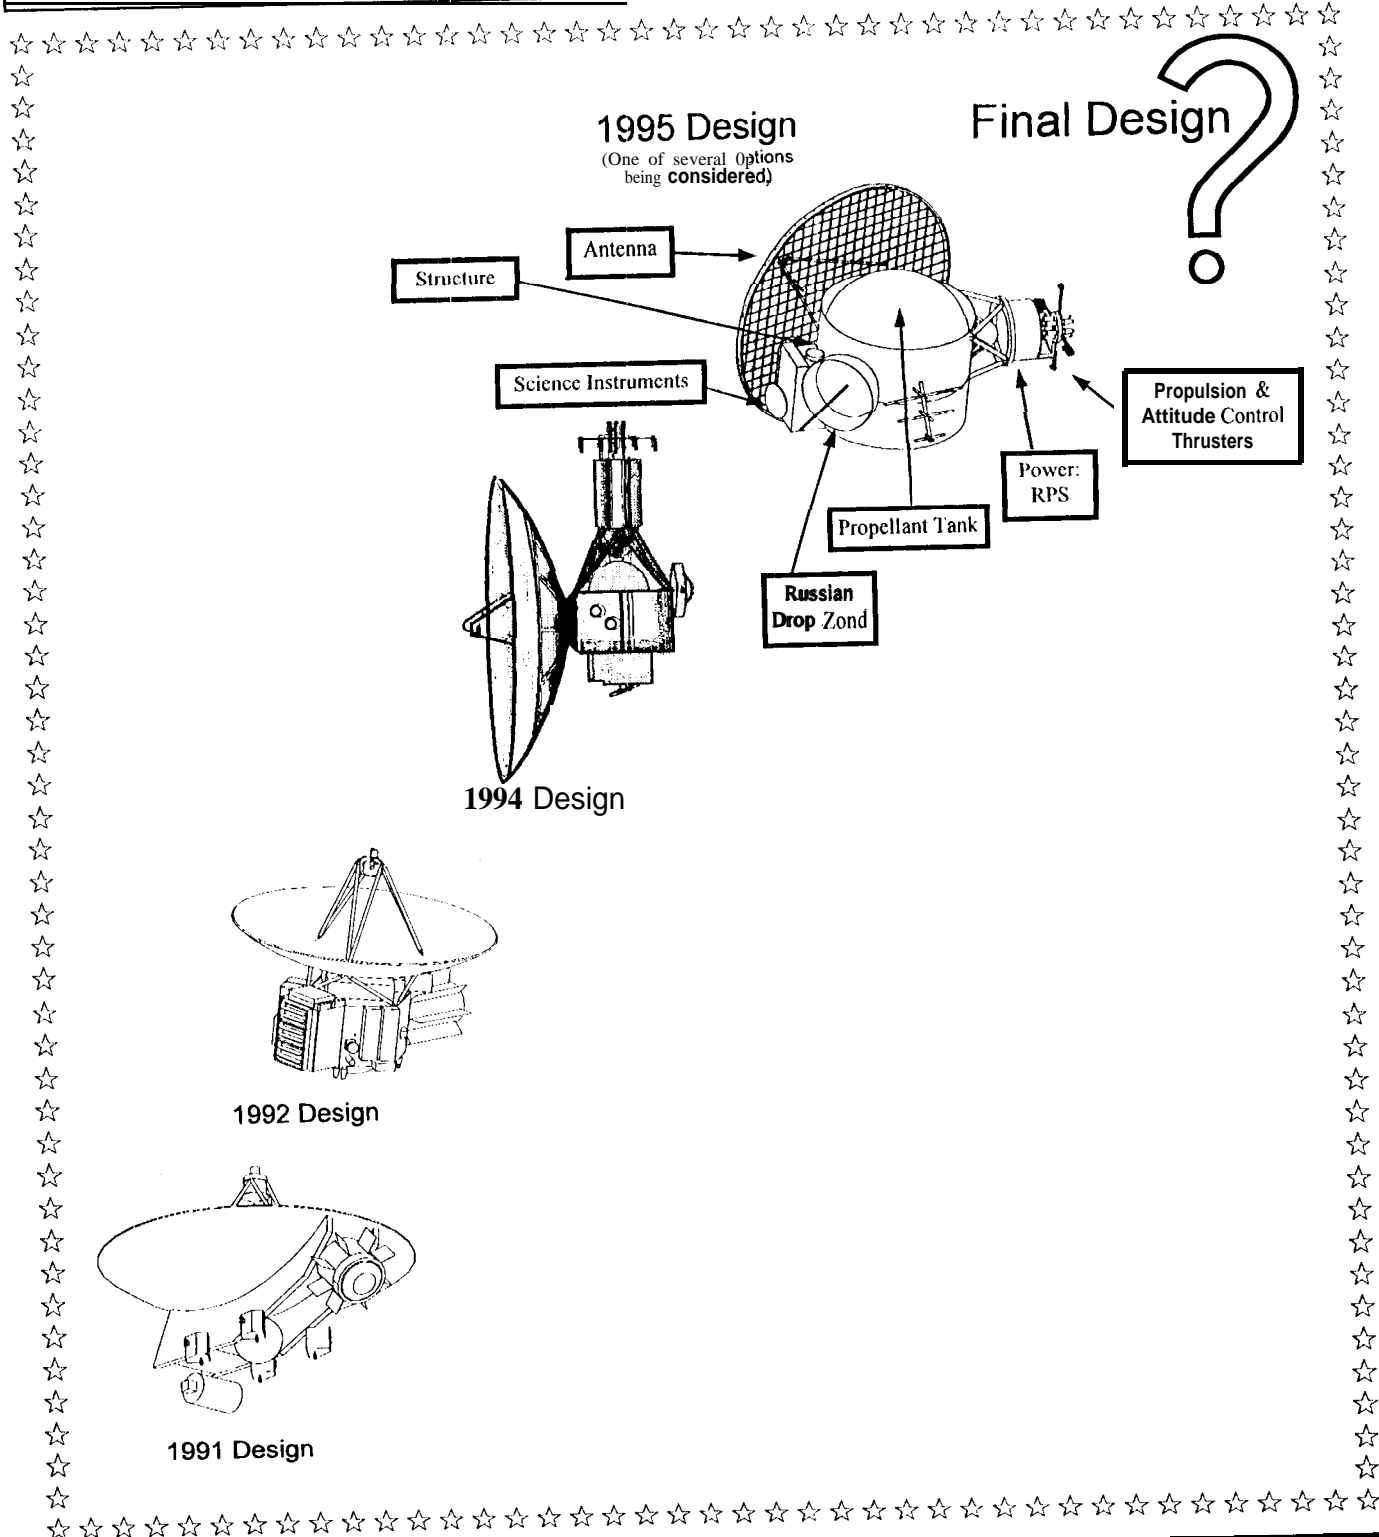 Final Design
?
1995 Design
(One of several Options
being considered)
Antenna
Structure
Science Instruments
Propulsion &
Attitude Control
Thrusters
Power:
RPS
Propellant Tank
Russian
Drop Zond
1994 Design
1992 Design
1991 Design